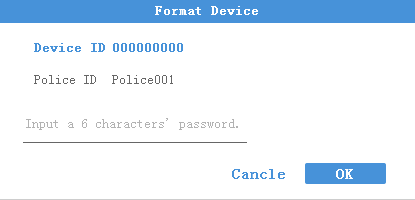 Format Device
Device ID 000000000
Police ID Police001
Input a 6 characters' password.
Cancle OK